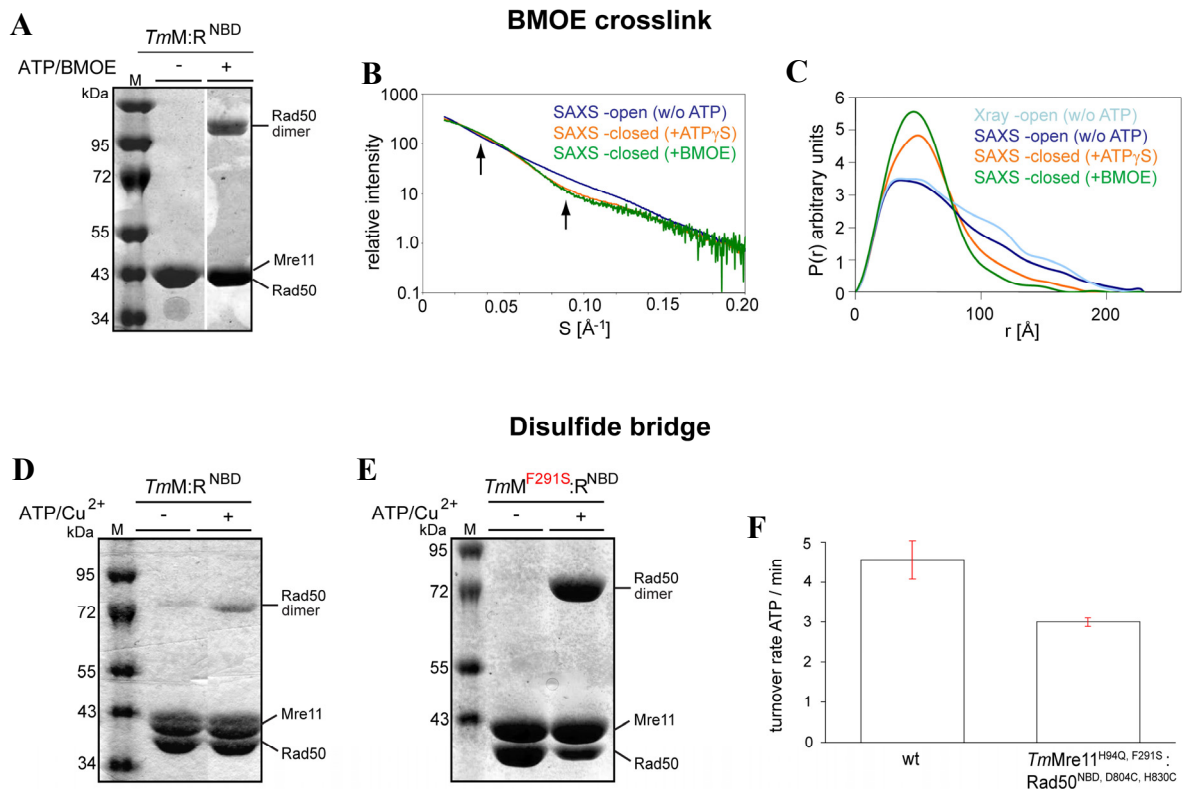 BMOE crosslink
A
TmM:R^NBD
ATP/BMOE - +
kDa M
95
72
55
43
34
Rad50
dimer
Mre11
Rad50
B
SAXS -open (w/o ATP)
SAXS -closed (+ATPγS)
SAXS -closed (+BMOE)
relative intensity
1000
100
10
1.0
0.1
0 0.05 0.10 0.15 0.20
S [Å-1]
C
Xray -open (w/o ATP)
SAXS -open (w/o ATP)
SAXS -closed (+ATPγS)
SAXS -closed (+BMOE)
P(r) arbitrary units
6
5
4
3
2
1
0
0 100 200
r [Å]
Disulfide bridge
D
TmM:R^NBD
ATP/Cu2+ - +
kDa M
95
72
55
43
34
Rad50
dimer
Mre11
Rad50
E
TmM^F291S:R^NBD
ATP/Cu2+ - +
kDa M
95
72
55
43
Rad50
dimer
Mre11
Rad50
F
turnover rate ATP / min
5
4
3
2
1
0
wt
TmMre11^H94Q, F291S :
Rad50^NBD, D804C, H830C